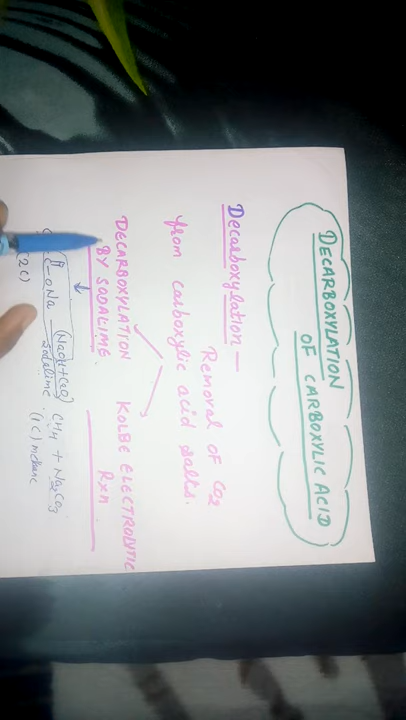 DECARBOXYLATION
OF CARBOXYLIC ACID
Decarboxylation — Removal of CO2
from carboxylic acid salts.
DECARBOXYLATION
BY SODALIME.
KOLBE ELECTROLYTIC
Rxn
C-ONa NaOH+CaO CH4 + Na2CO3
Sodalime. (1C) methane
2C)